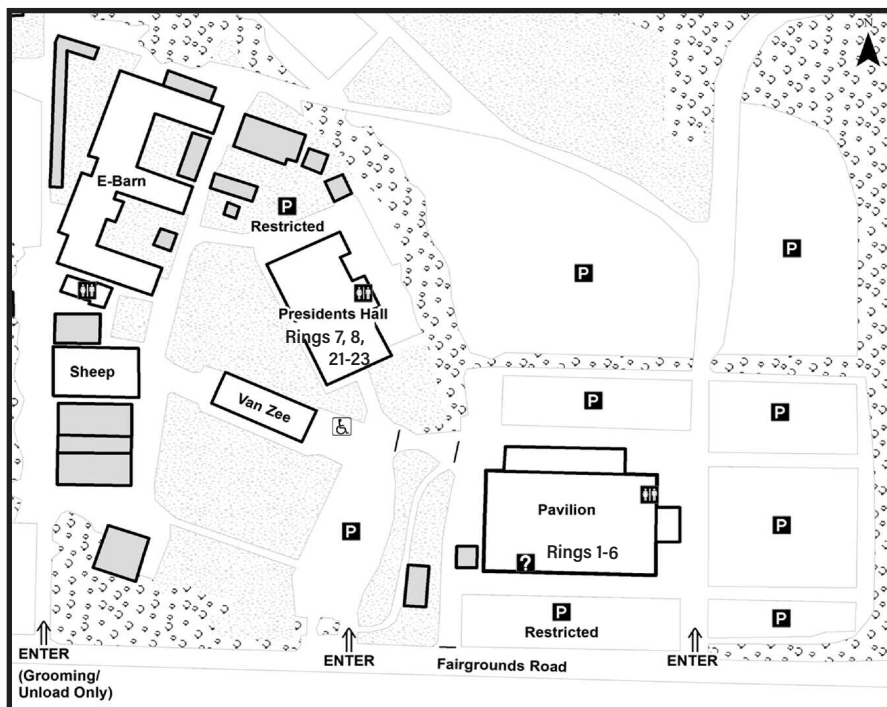 N
E-Barn
P
Restricted
P
P
Presidents Hall
Rings 7, 8,
21-23
Sheep
Van Zee
P
P
Pavilion
P
P
?
Rings 1-6
P
Restricted
P
ENTER
ENTER
ENTER
Fairgrounds Road
(Grooming/
Unload Only)